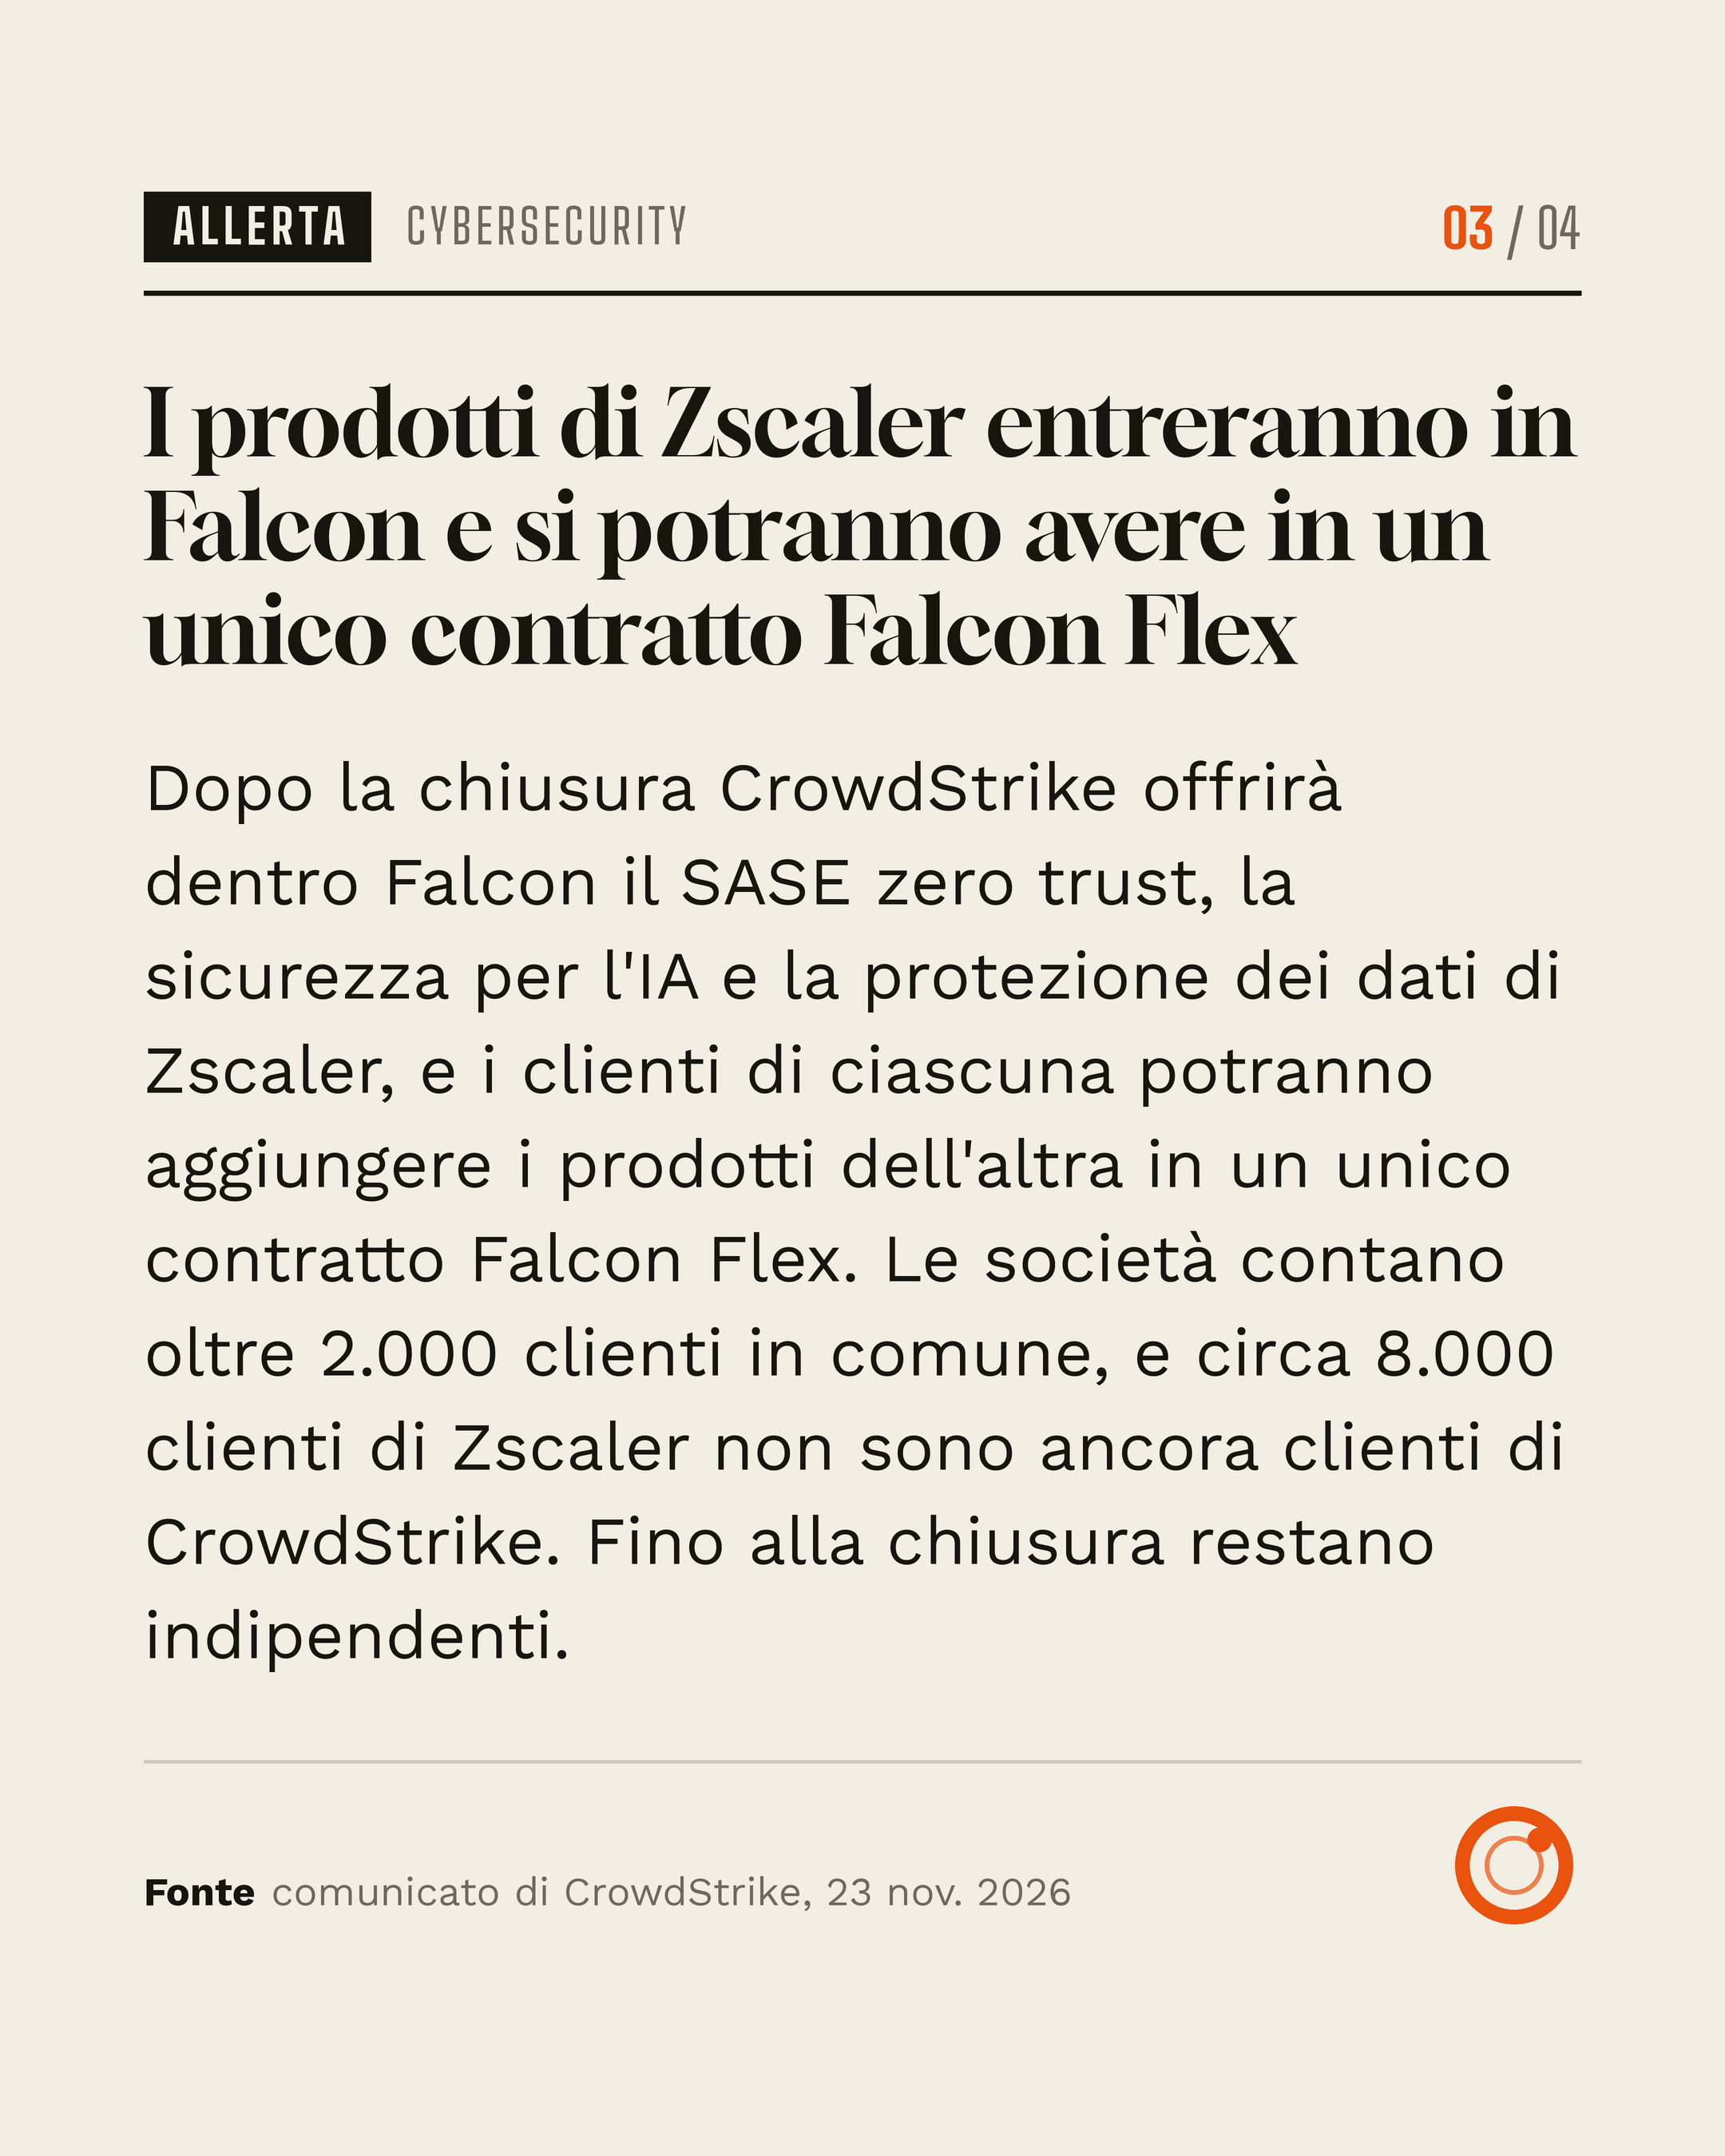 ALLERTA CYBERSECURITY 03 / 04
I prodotti di Zscaler entreranno in
Falcon e si potranno avere in un
unico contratto Falcon Flex
Dopo la chiusura CrowdStrike offrirà
dentro Falcon il SASE zero trust, la
sicurezza per l'IA e la protezione dei dati di
Zscaler, e i clienti di ciascuna potranno
aggiungere i prodotti dell'altra in un unico
contratto Falcon Flex. Le società contano
oltre 2.000 clienti in comune, e circa 8.000
clienti di Zscaler non sono ancora clienti di
CrowdStrike. Fino alla chiusura restano
indipendenti.
Fonte comunicato di CrowdStrike, 23 nov. 2026